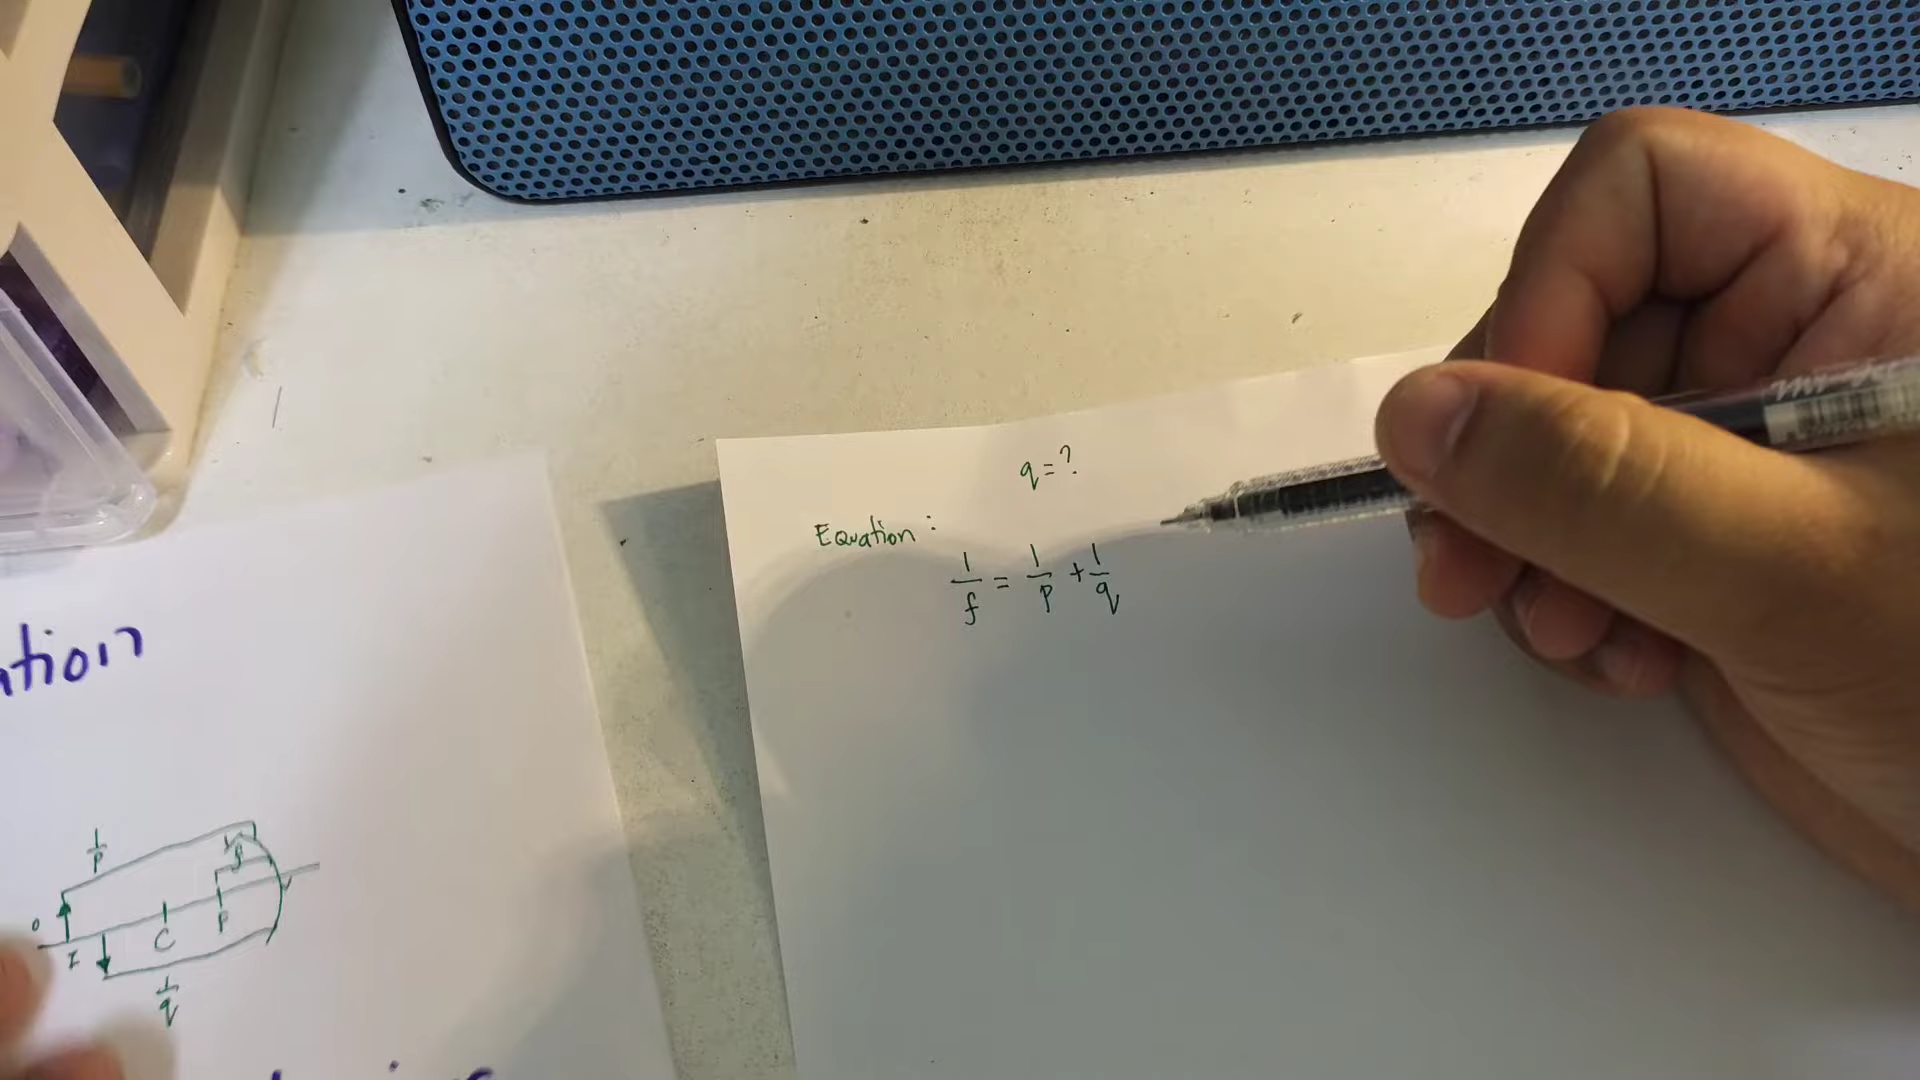 q = ?
Equation :
1/f = 1/p + 1/q
ation
1/p
1/f
O
I
C
F
V
1/q